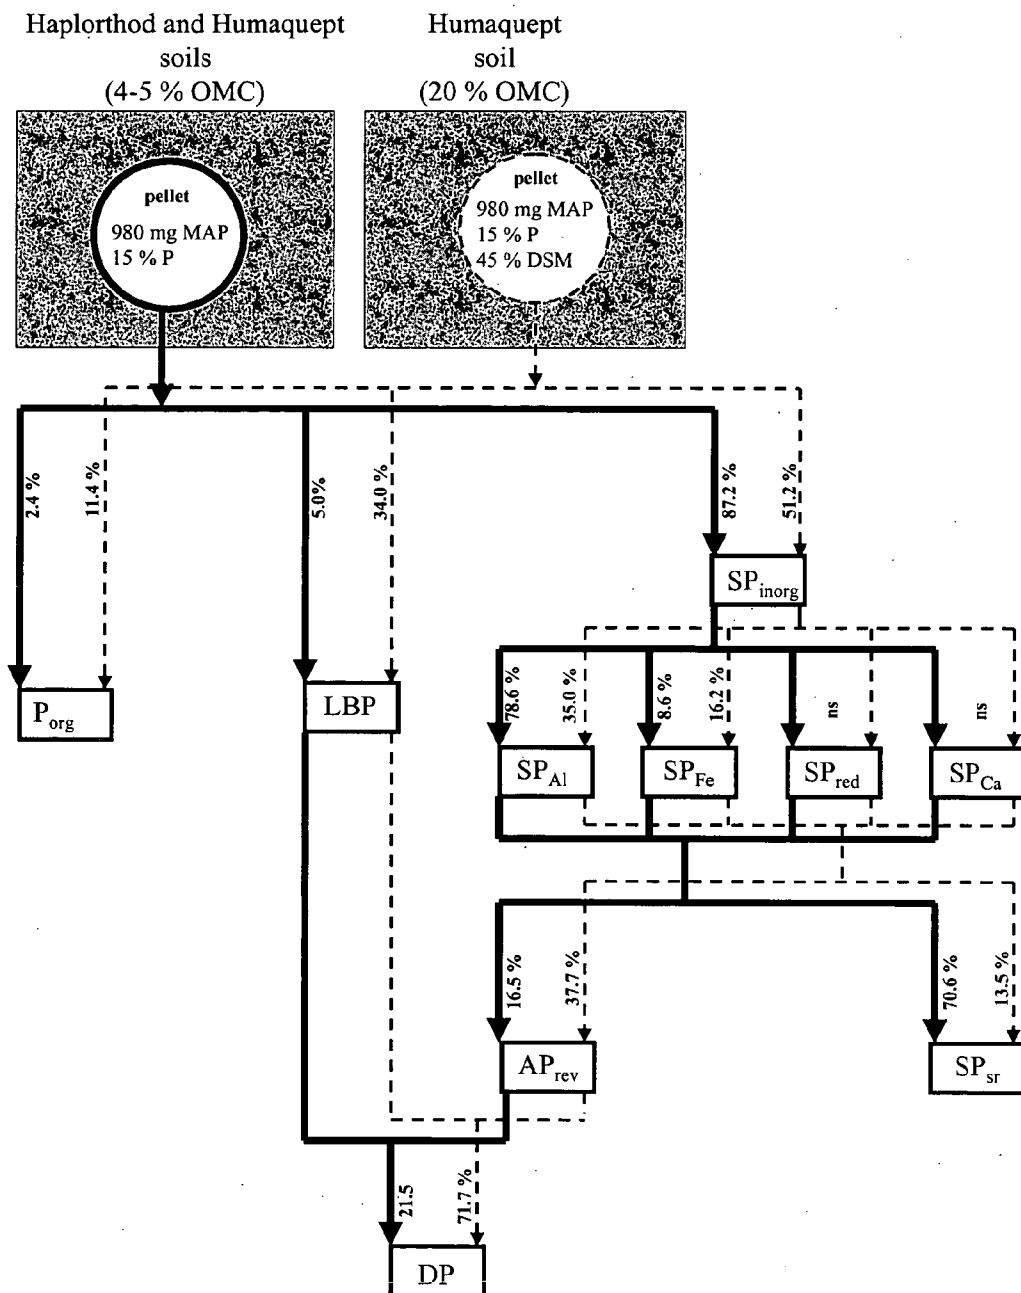 Haplorthod and Humaquept
soils
(4-5 % OMC)
Humaquept
soil
(20 % OMC)
pellet
980 mg MAP
15 % P
pellet
980 mg MAP
15 % P
45 % DSM
2.4 %
11.4 %
5.0%
34.0 %
87.2 %
51.2 %
SPinorg
Porg
LBP
78.6 %
35.0 %
8.6 %
16.2 %
ns
ns
SPAl
SPFe
SPred
SPCa
16.5 %
37.7 %
70.6 %
13.5 %
APrev
SPsr
21.5
71.7 %
DP